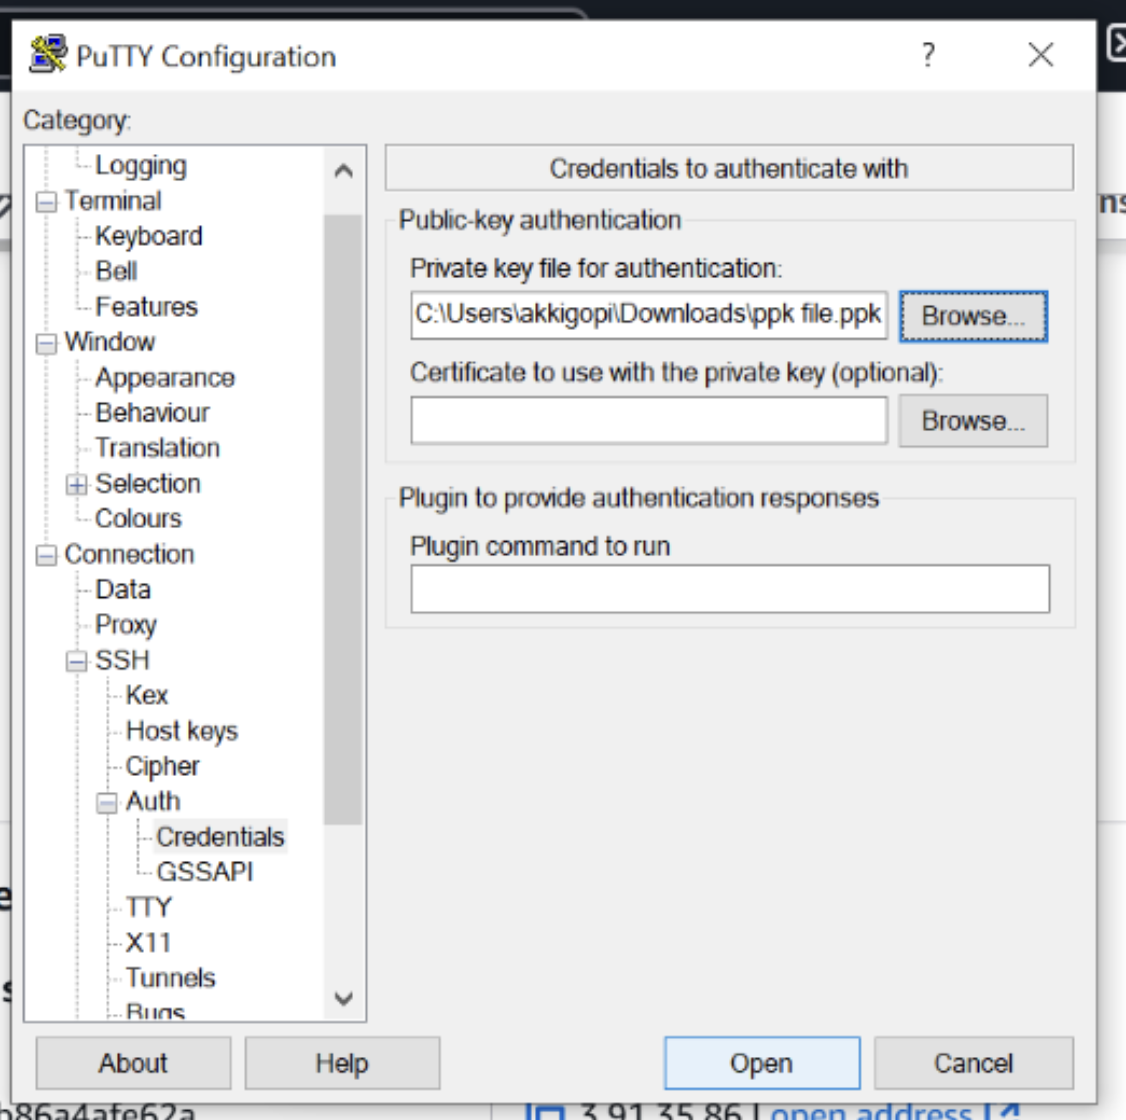 PuTTY Configuration
?
Category:
Logging
Terminal
Keyboard
Bell
Features
Window
Appearance
Behaviour
Translation
Selection
Colours
Connection
Data
Proxy
SSH
Kex
Host keys
Cipher
Auth
Credentials
GSSAPI
TTY
X11
Tunnels
Bugs
Credentials to authenticate with
Public-key authentication
Private key file for authentication:
C:\Users\akkigopi\Downloads\ppk file.ppk
Browse...
Certificate to use with the private key (optional):
Browse...
Plugin to provide authentication responses
Plugin command to run
About
Help
Open
Cancel
ns
b86a4afe62a
3.91.35.86 | open address